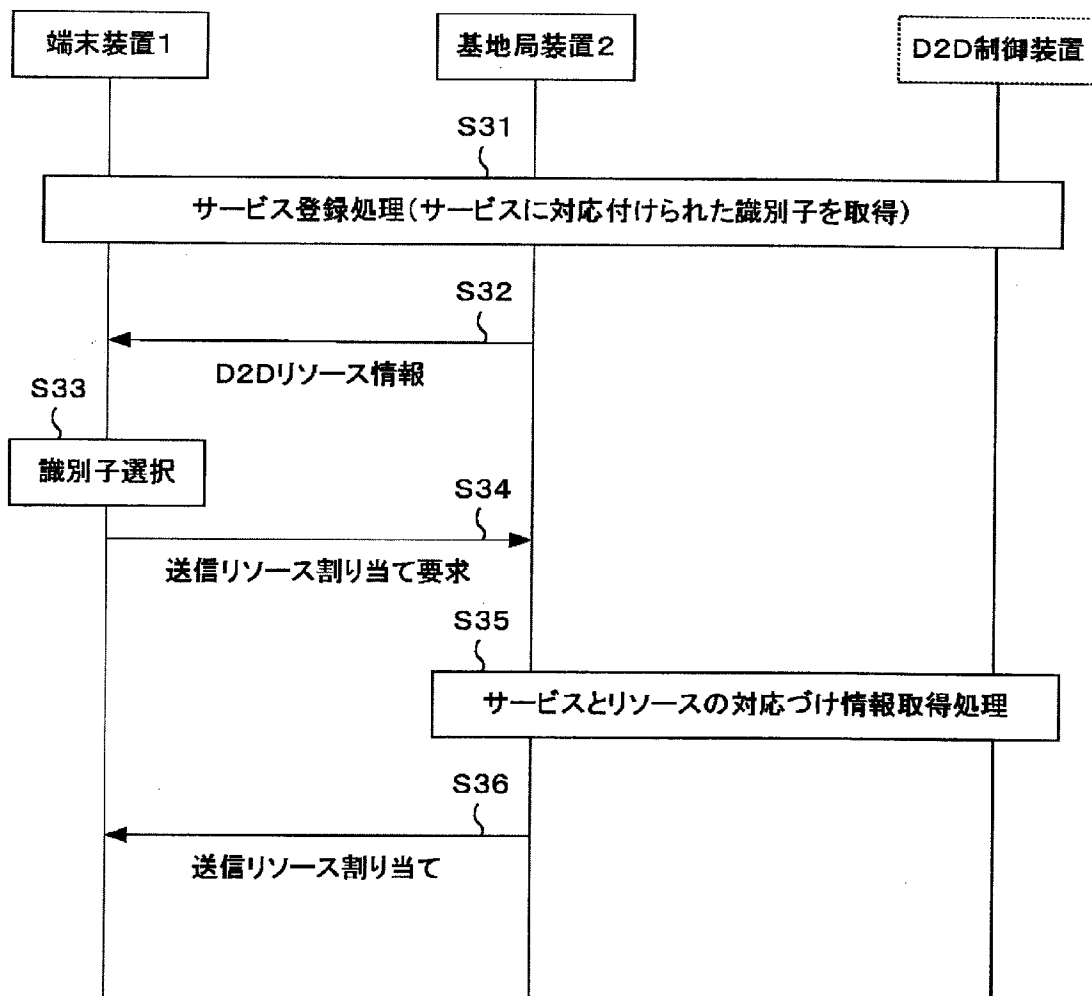 端末装置1
基地局装置2
D2D制御装置
S31
サービス登録処理(サービスに対応付けられた識別子を取得)
S32
D2Dリソース情報
S33
識別子選択
S34
送信リソース割り当て要求
S35
サービスとリソースの対応づけ情報取得処理
S36
送信リソース割り当て